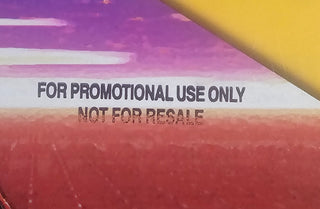 FOR PROMOTIONAL USE ONLY
NOT FOR RESALE